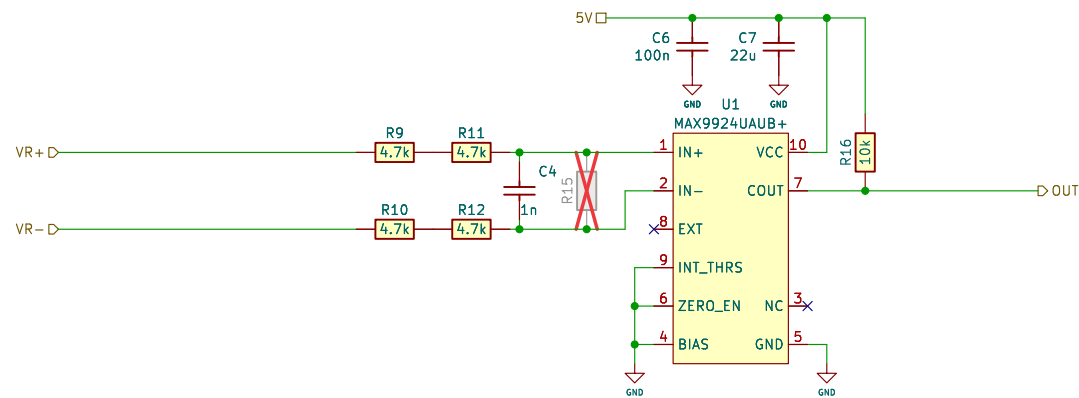 5V
C6
100n
C7
22u
GND
GND
U1
MAX9924UAUB+
R9
4.7k
R11
4.7k
VR+
1
IN+
VCC
10
R16
10k
C4
1n
R15
2
IN-
COUT
7
OUT
R10
4.7k
R12
4.7k
VR-
8
EXT
9
INT_THRS
6
ZERO_EN
NC
3
4
BIAS
GND
5
GND
GND